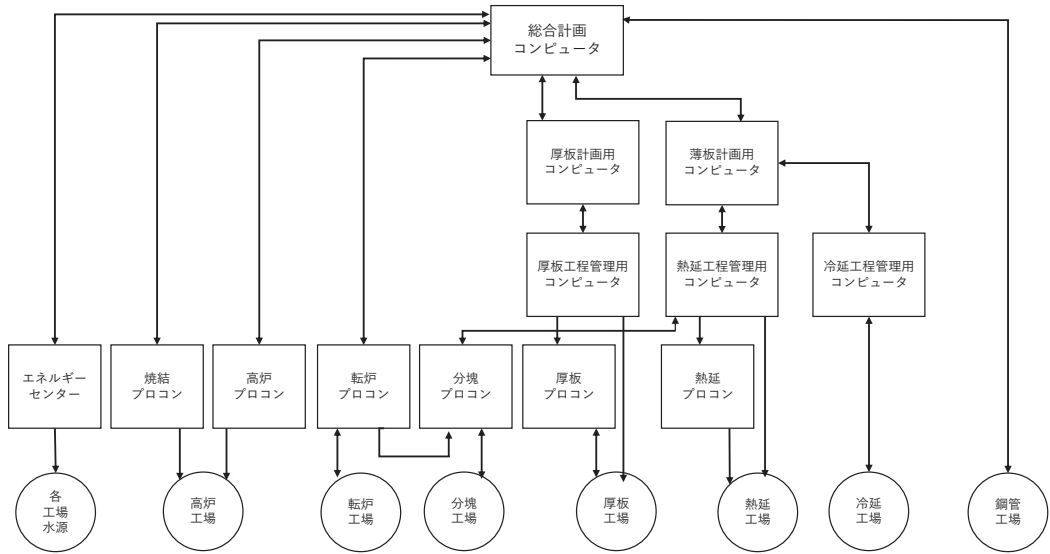 総合計画
コンピュータ
厚板計画用
コンピュータ
薄板計画用
コンピュータ
厚板工程管理用
コンピュータ
熱延工程管理用
コンピュータ
冷延工程管理用
コンピュータ
エネルギー
センター
焼結
プロコン
高炉
プロコン
転炉
プロコン
分塊
プロコン
厚板
プロコン
熱延
プロコン
各
工場
水源
高炉
工場
転炉
工場
分塊
工場
厚板
工場
熱延
工場
冷延
工場
鋼管
工場